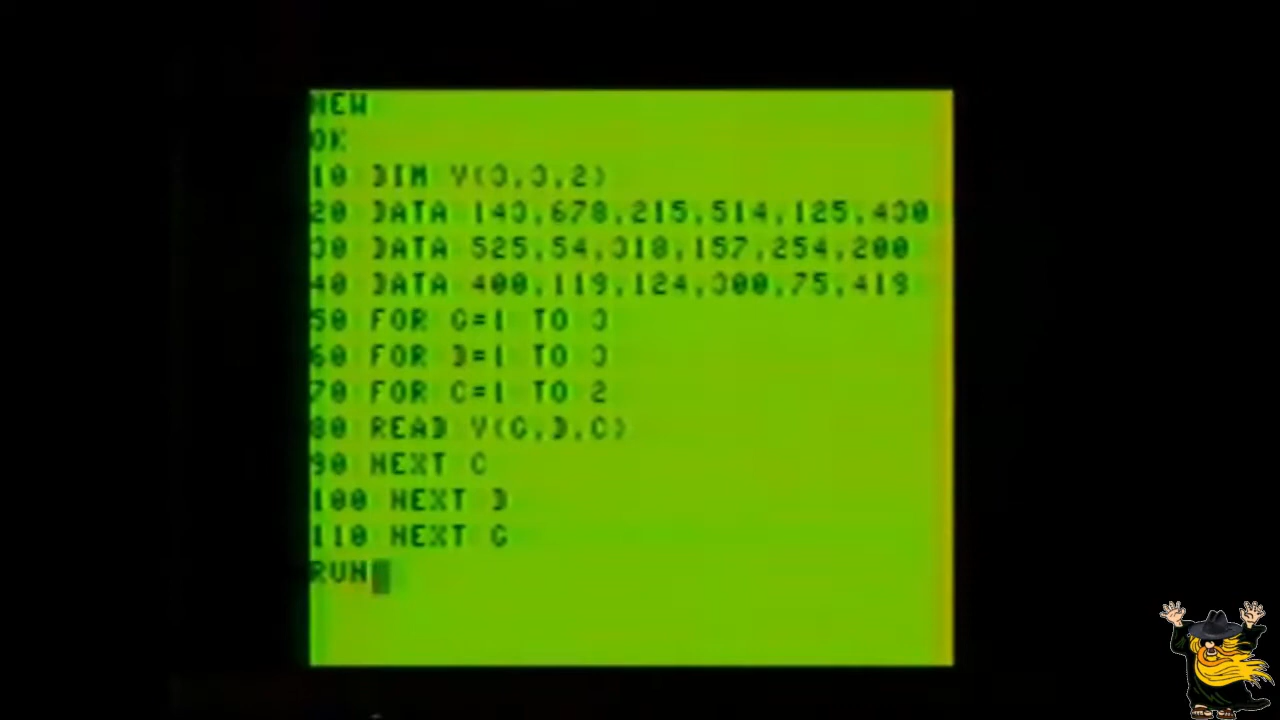 NEW
OK
10 DIM V(3,3,2)
20 DATA 143,678,215,514,125,430
30 DATA 525,54,318,157,254,200
40 DATA 400,119,124,300,75,419
50 FOR G=1 TO 3
60 FOR D=1 TO 3
70 FOR C=1 TO 2
80 READ V(G,D,C)
90 NEXT C
100 NEXT D
110 NEXT G
RUN